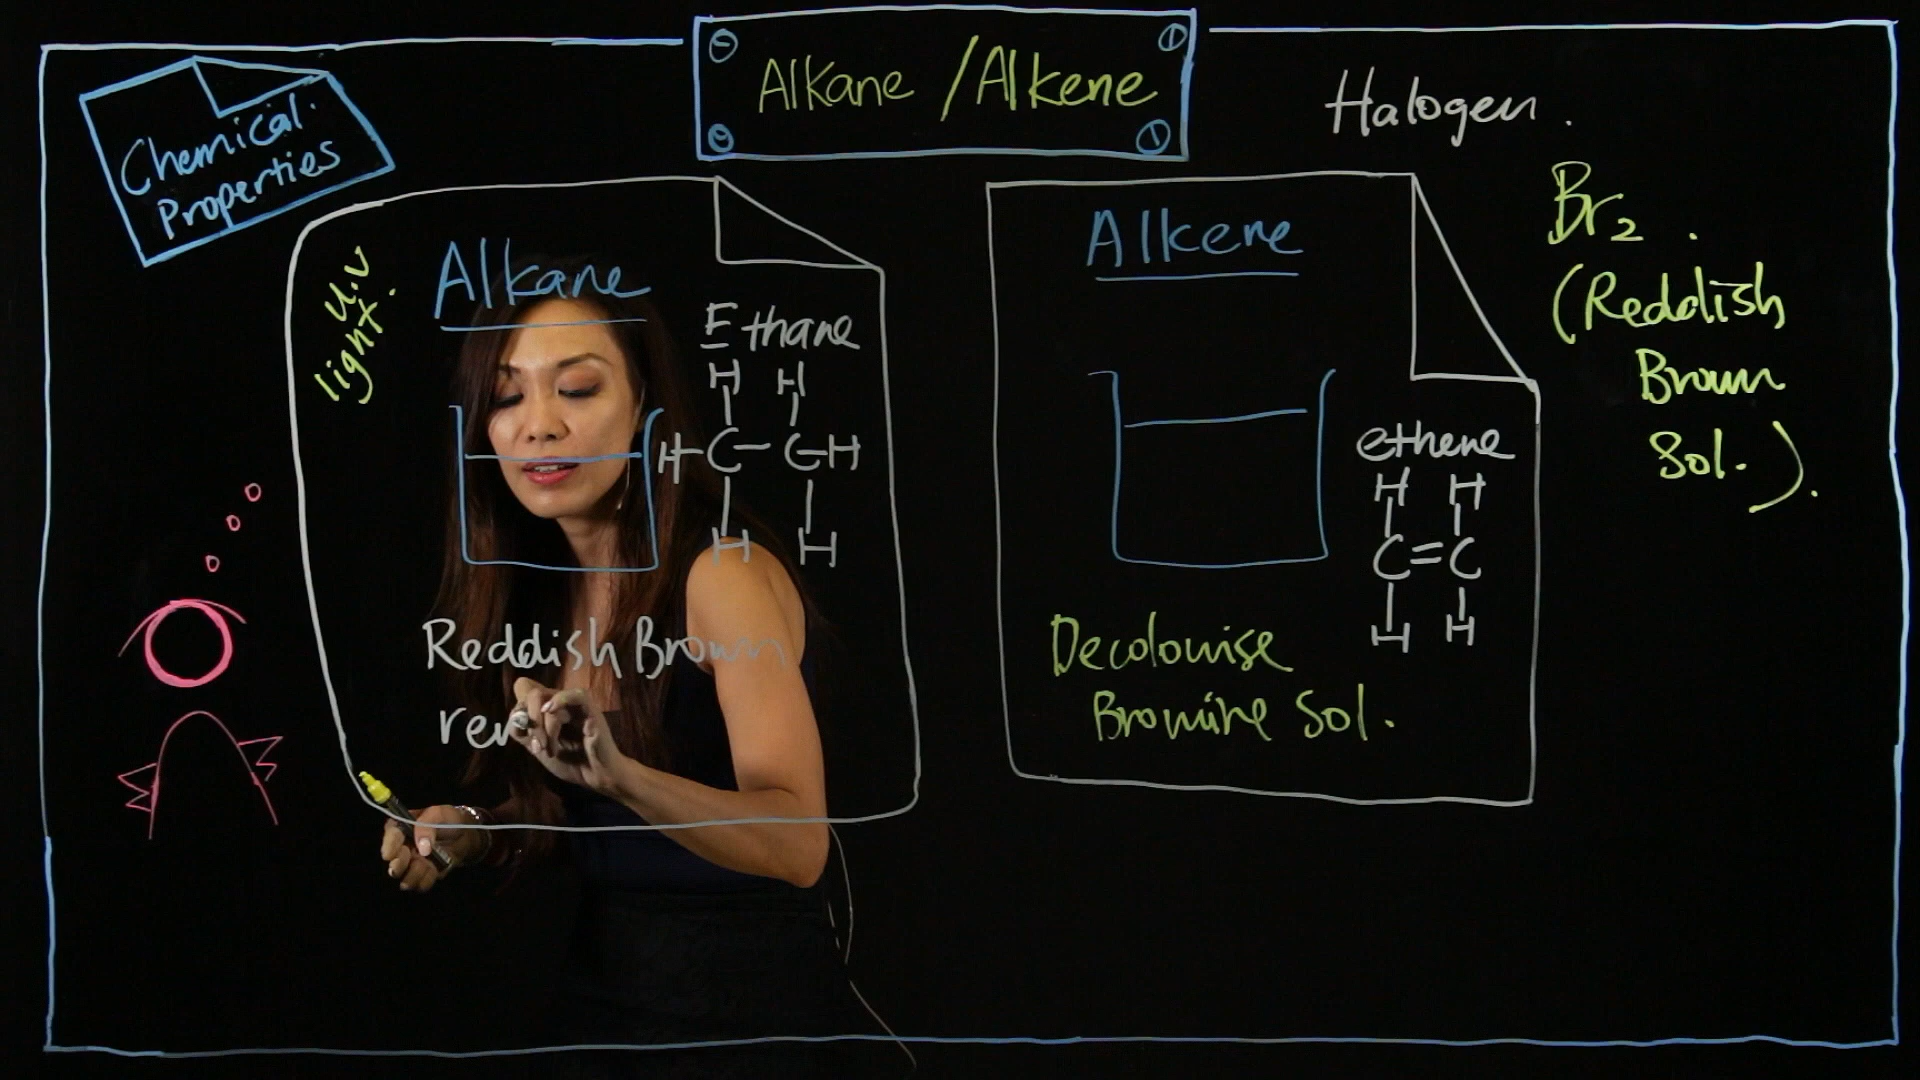 Alkane / Alkene
Halogen.
Chemical
Properties
Br2.
(Reddish
Brown
Sol.).
u.v
light.
Alkane
Ethane
H H
H-C-C-H
H H
Reddish Brown
Alkene
ethene
H H
C=C
H H
Decolourise
Bromine Sol.